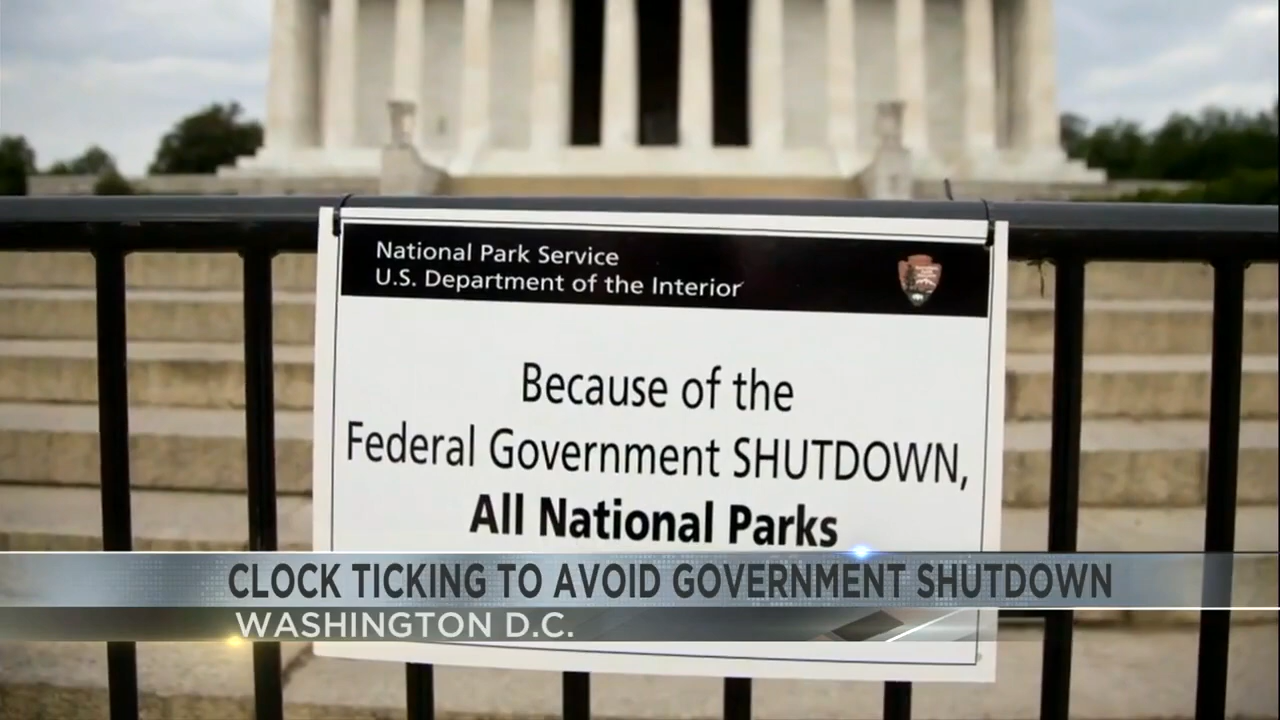 National Park Service
U.S. Department of the Interior
Because of the
Federal Government SHUTDOWN,
All National Parks
CLOCK TICKING TO AVOID GOVERNMENT SHUTDOWN
WASHINGTON D.C.